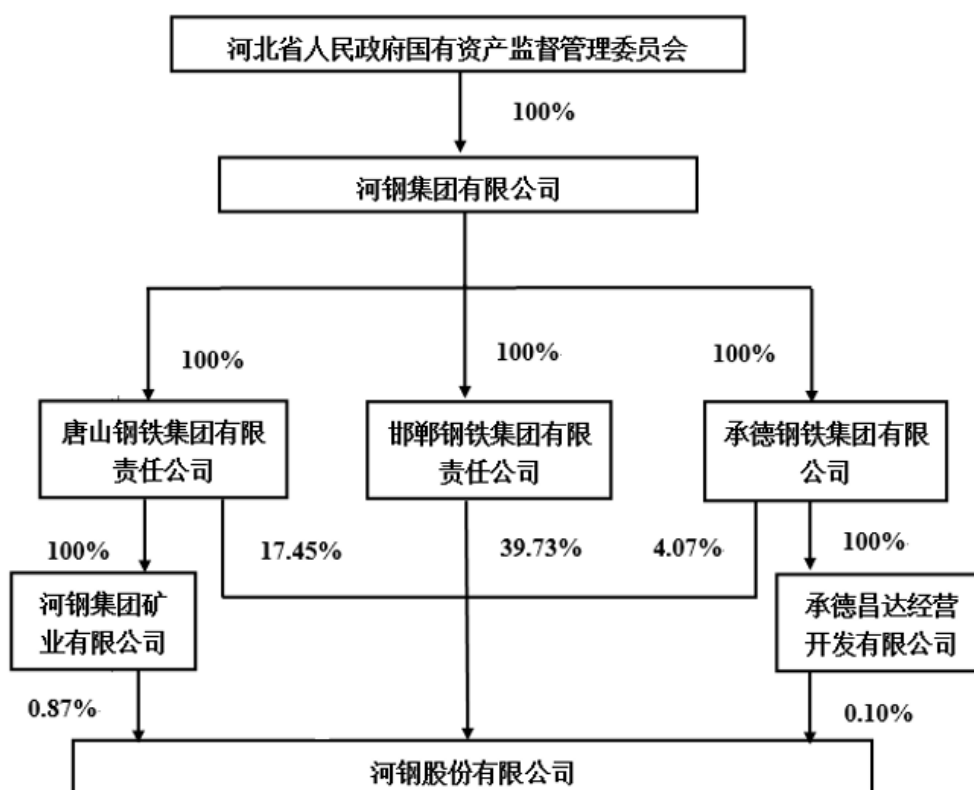 河北省人民政府国有资产监督管理委员会
100%
河钢集团有限公司
100%
100%
100%
唐山钢铁集团有限
责任公司
邯郸钢铁集团有限
责任公司
承德钢铁集团有限
公司
100%
17.45%
39.73%
4.07%
100%
河钢集团矿
业有限公司
承德昌达经营
开发有限公司
0.87%
0.10%
河钢股份有限公司